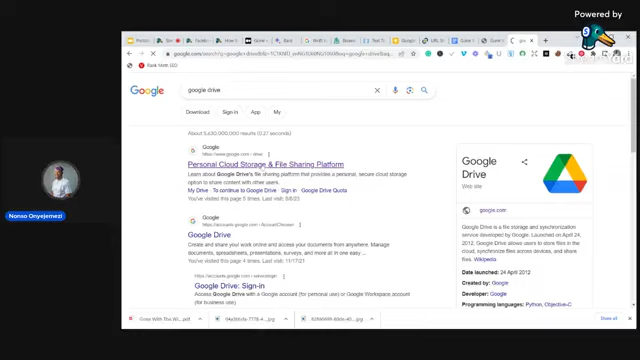 Powered by
google.com/search?q=google+drive
Rank Math SEO
Google
google drive
Download Sign-in App My
About 5,630,000,000 results (0.27 seconds)
Google
https://www.google.com › drive
Personal Cloud Storage & File Sharing Platform
Learn about Google Drive's file sharing platform that provides a personal, secure cloud storage
option to share content with other users.
My Drive · To continue to Google Drive · Sign in · Google Drive Quota
You've visited this page 5 times. Last visit: 5/8/23
Google
https://accounts.google.com › AccountChooser
Google Drive
Create and share your work online and access your documents from anywhere. Manage
documents, spreadsheets, presentations, surveys, and more all in one easy ...
You've visited this page 4 times. Last visit: 11/17/21
https://accounts.google.com › servicelogin
Google Drive: Sign-in
Access Google Drive with a Google account (for personal use) or Google Workspace account
(for business use).
Google
Drive
Web site
google.com
Google Drive is a file storage and synchronization
service developed by Google. Launched on April 24,
2012, Google Drive allows users to store files in the
cloud, synchronize files across devices, and share
files. Wikipedia
Date launched: 24 April 2012
Created by: Google
Developer: Google
Programming languages: Python, Objective-C
Nonso Onyejemezi
Gone With The Wi....pdf
Show all